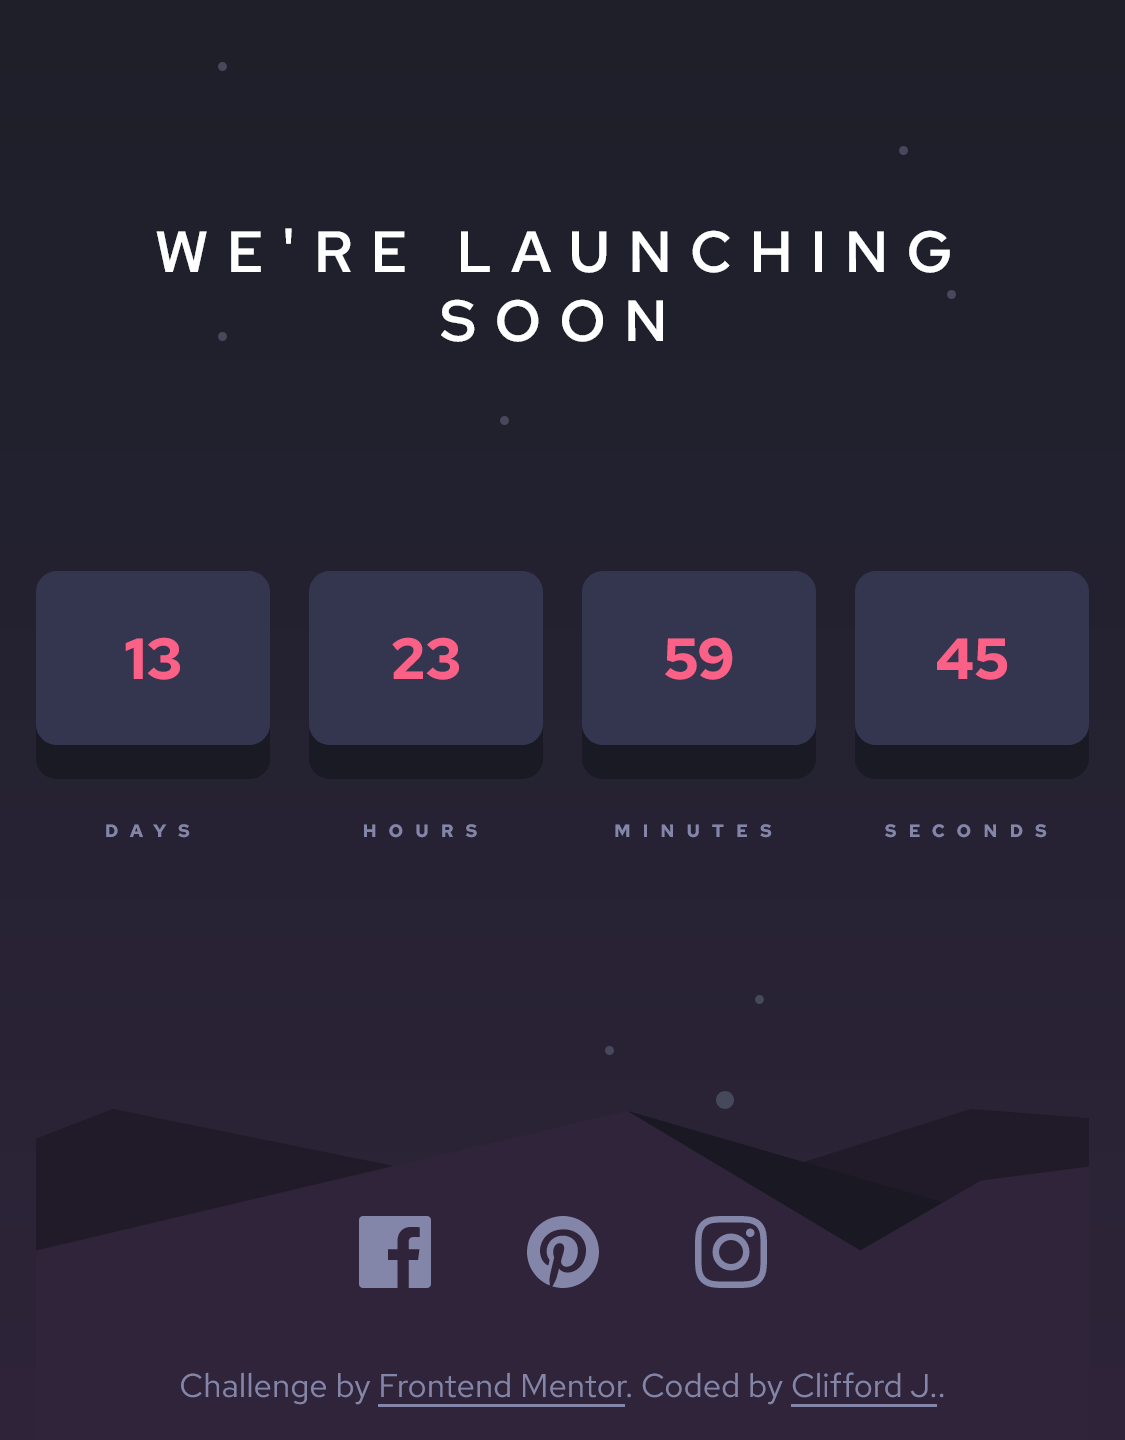 WE'RE LAUNCHING
SOON
13 23 59 45
DAYS HOURS MINUTES SECONDS
Challenge by Frontend Mentor. Coded by Clifford J..